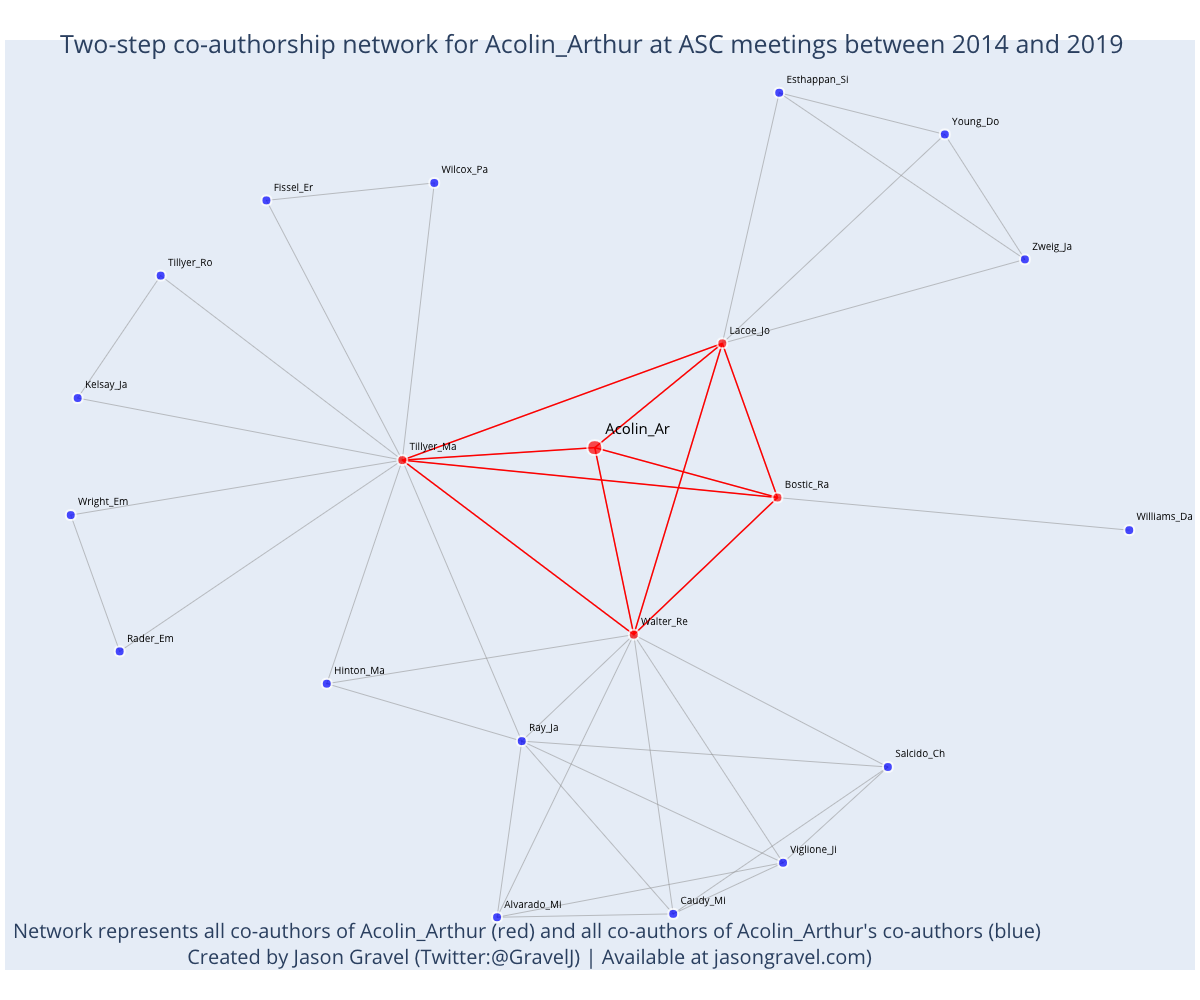 Two-step co-authorship network for Acolin_Arthur at ASC meetings between 2014 and 2019
Esthappan_Si
Young_Do
Wilcox_Pa
Fissel_Er
Zweig_Ja
Tillyer_Ro
Lacoe_Jo
Kelsay_Ja
Acolin_Ar
Tillyer_Ma
Bostic_Ra
Wright_Em
Williams_Da
Walter_Re
Rader_Em
Hinton_Ma
Ray_Ja
Salcido_Ch
Viglione_Ji
Caudy_Mi
Alvarado_Mi
Network represents all co-authors of Acolin_Arthur (red) and all co-authors of Acolin_Arthur's co-authors (blue)
Created by Jason Gravel (Twitter:@GravelJ) | Available at jasongravel.com)